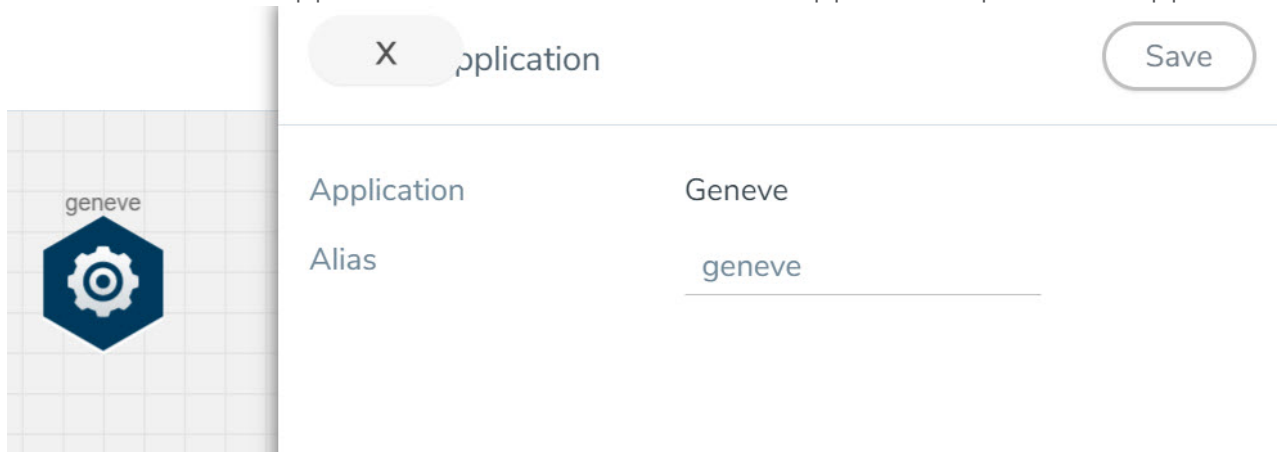 X pplication
Save
geneve
Application Geneve
Alias geneve